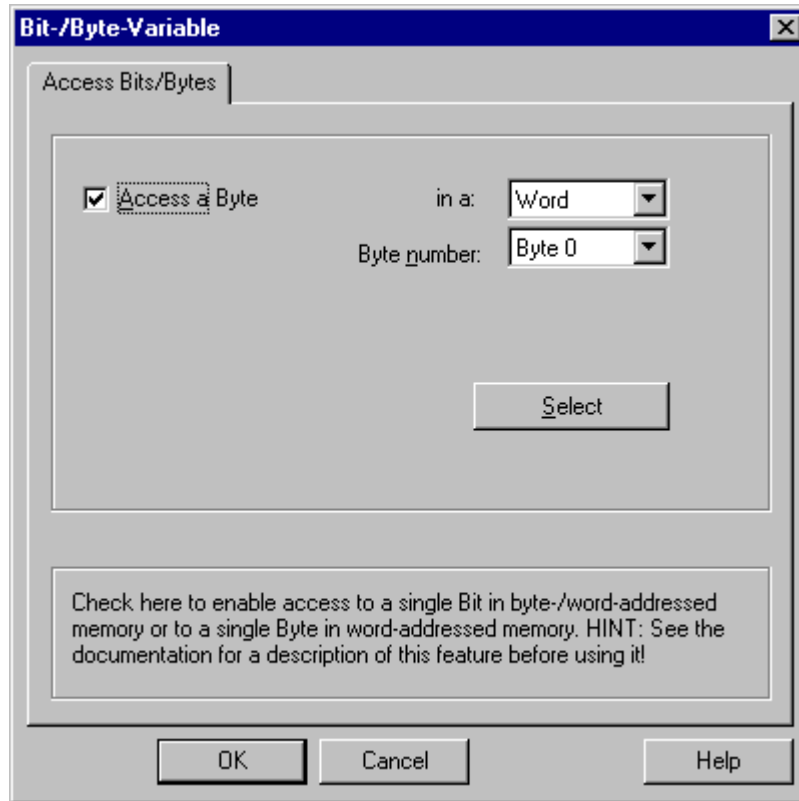 Bit-/Byte-Variable
Access Bits/Bytes
Access a Byte in a: Word
Byte number: Byte 0
Select
Check here to enable access to a single Bit in byte-/word-addressed
memory or to a single Byte in word-addressed memory. HINT: See the
documentation for a description of this feature before using it!
OK Cancel Help